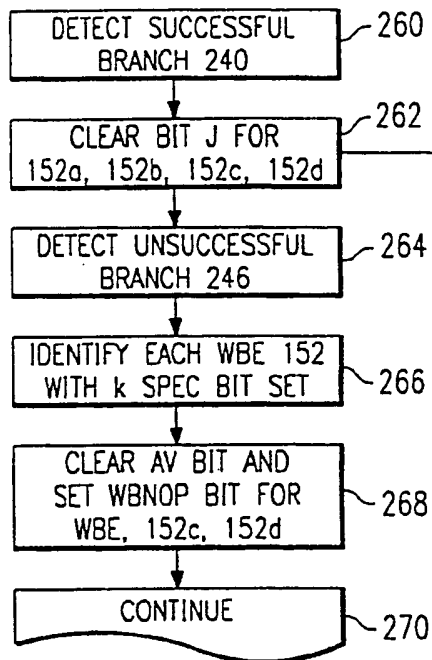 DETECT SUCCESSFUL
BRANCH 240
260
CLEAR BIT J FOR
152a, 152b, 152c, 152d
262
DETECT UNSUCCESSFUL
BRANCH 246
264
IDENTIFY EACH WBE 152
WITH k SPEC BIT SET
266
CLEAR AV BIT AND
SET WBNOP BIT FOR
WBE, 152c, 152d
268
CONTINUE
270